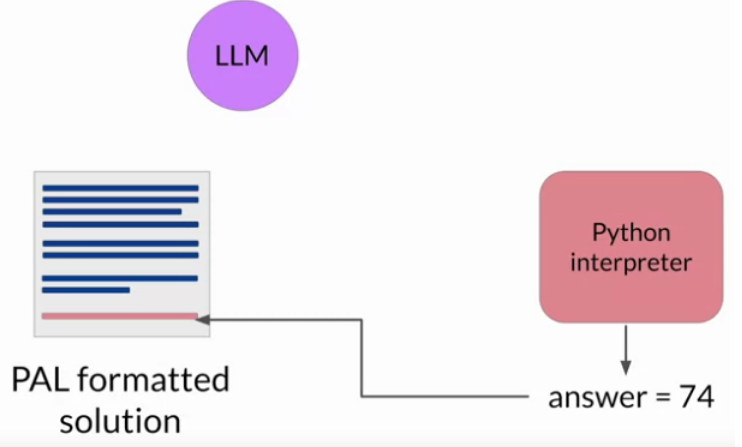 LLM
Python
interpreter
PAL formatted
solution
answer = 74